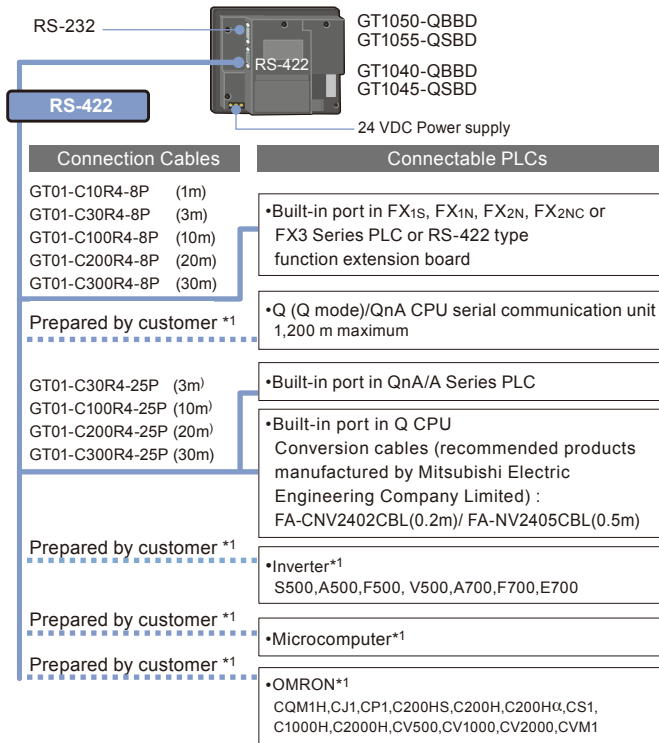 RS-232
RS-422
GT1050-QBBD
GT1055-QSBD
GT1040-QBBD
GT1045-QSBD
RS-422
24 VDC Power supply
Connection Cables
Connectable PLCs
GT01-C10R4-8P (1m)
GT01-C30R4-8P (3m)
GT01-C100R4-8P (10m)
GT01-C200R4-8P (20m)
GT01-C300R4-8P (30m)
•Built-in port in FX1S, FX1N, FX2N, FX2NC or
FX3 Series PLC or RS-422 type
function extension board
Prepared by customer *1
•Q (Q mode)/QnA CPU serial communication unit
1,200 m maximum
GT01-C30R4-25P (3m)
GT01-C100R4-25P (10m)
GT01-C200R4-25P (20m)
GT01-C300R4-25P (30m)
•Built-in port in QnA/A Series PLC
•Built-in port in Q CPU
Conversion cables (recommended products
manufactured by Mitsubishi Electric
Engineering Company Limited) :
FA-CNV2402CBL(0.2m)/ FA-NV2405CBL(0.5m)
Prepared by customer *1
•Inverter*1
S500,A500,F500, V500,A700,F700,E700
Prepared by customer *1
•Microcomputer*1
Prepared by customer *1
•OMRON*1
CQM1H,CJ1,CP1,C200HS,C200H,C200Hα,CS1,
C1000H,C2000H,CV500,CV1000,CV2000,CVM1